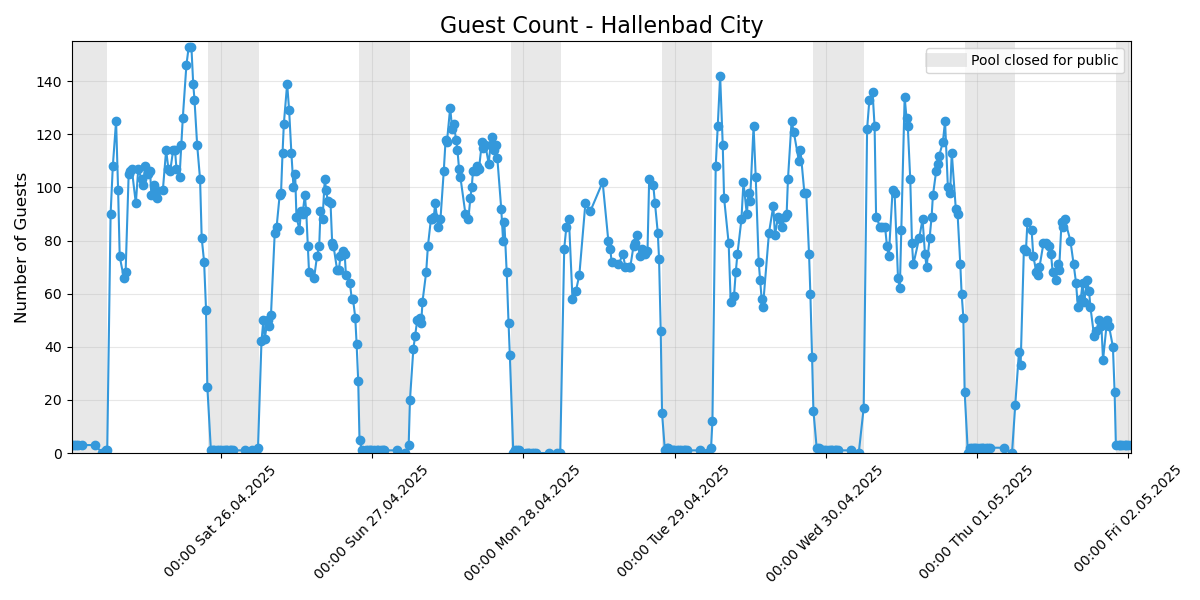 Guest Count - Hallenbad City
Pool closed for public
Number of Guests
140
120
100
80
60
40
20
0
00:00 Sat 26.04.2025
00:00 Sun 27.04.2025
00:00 Mon 28.04.2025
00:00 Tue 29.04.2025
00:00 Wed 30.04.2025
00:00 Thu 01.05.2025
00:00 Fri 02.05.2025